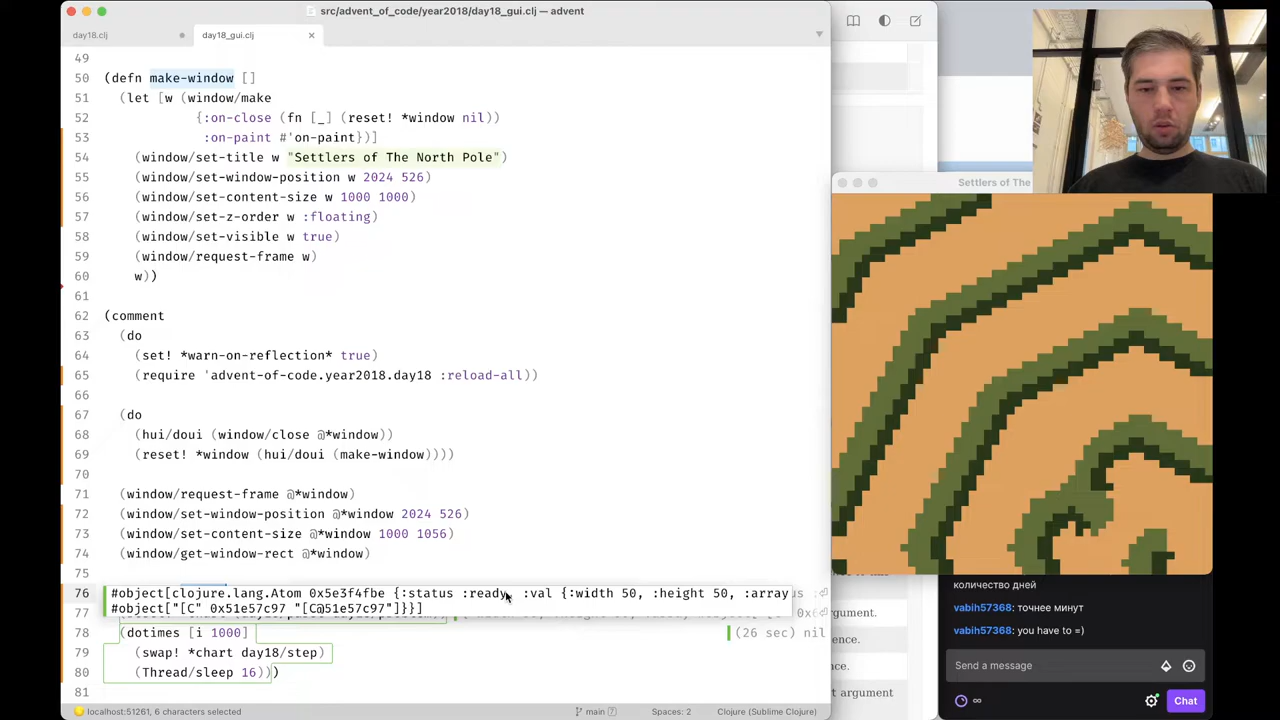 src/advent_of_code/year2018/day18_gui.clj — advent
day18.clj
day18_gui.clj
49
50 (defn make-window []
51 (let [w (window/make
52 {:on-close (fn [_] (reset! *window nil))
53 :on-paint #'on-paint})]
54 (window/set-title w "Settlers of The North Pole")
55 (window/set-window-position w 2024 526)
56 (window/set-content-size w 1000 1000)
57 (window/set-z-order w :floating)
58 (window/set-visible w true)
59 (window/request-frame w)
60 w))
61
62 (comment
63 (do
64 (set! *warn-on-reflection* true)
65 (require 'advent-of-code.year2018.day18 :reload-all))
66
67 (do
68 (hui/doui (window/close @*window))
69 (reset! *window (hui/doui (make-window))))
70
71 (window/request-frame @*window)
72 (window/set-window-position @*window 2024 526)
73 (window/set-content-size @*window 1000 1056)
74 (window/get-window-rect @*window)
75
76 #object[clojure.lang.Atom 0x5e3f4fbe {:status :ready, :val {:width 50, :height 50, :array
#object["[C" 0x51e57c97 "[C@51e57c97"]}}]
77
78 (dotimes [i 1000] (26 sec) nil
79 (swap! *chart day18/step)
80 (Thread/sleep 16)))
81
localhost:51261, 6 characters selected
main 7
Spaces: 2
Clojure (Sublime Clojure)
Settlers of The
gument.
ence.
e.
t argument
количество дней
vabih57368: точнее минут
vabih57368: you have to =)
Send a message
∞
Chat